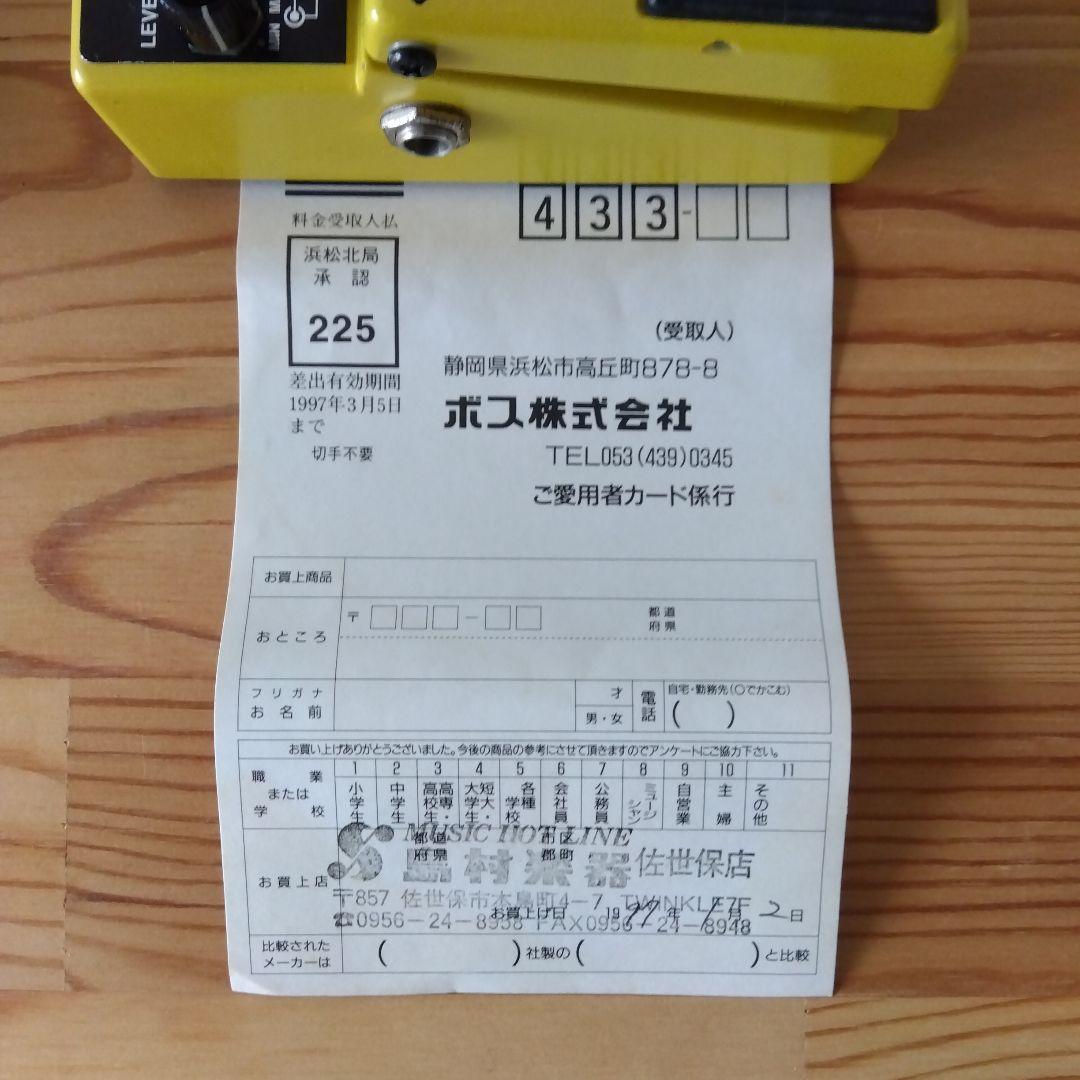 LEVE
433-
料金受取人払
浜松北局
承 認
225
差出有効期間
1997年3月5日
まで
切手不要
(受取人)
静岡県浜松市高丘町878-8
ボス株式会社
TEL053(439)0345
ご愛用者カード係行
お買上商品
おところ
〒 -
都道
府県
フリガナ
お名前
才
男・女
電話
自宅・勤務先(○でかこむ)
( )
お買い上げありがとうございました。今後の商品の参考にさせて頂きますのでアンケートにご協力下さい。
職業
または
学校
1 小学生
2 中学生
3 高校生・高専
4 大学生・短大
5 各種学校
6 会社員
7 公務員
8 ミュージシャン
9 自営業
10 主婦
11 その他
お買上店
都道
府県
市区
郡町
MUSIC HOT LINE
島村楽器 佐世保店
〒857 佐世保市本島町4-7 TWINKLE7F
お買上げ日 1997年1月2日
☎0956-24-8938 FAX0956-24-8948
比較された
メーカーは
( )社製の( )と比較